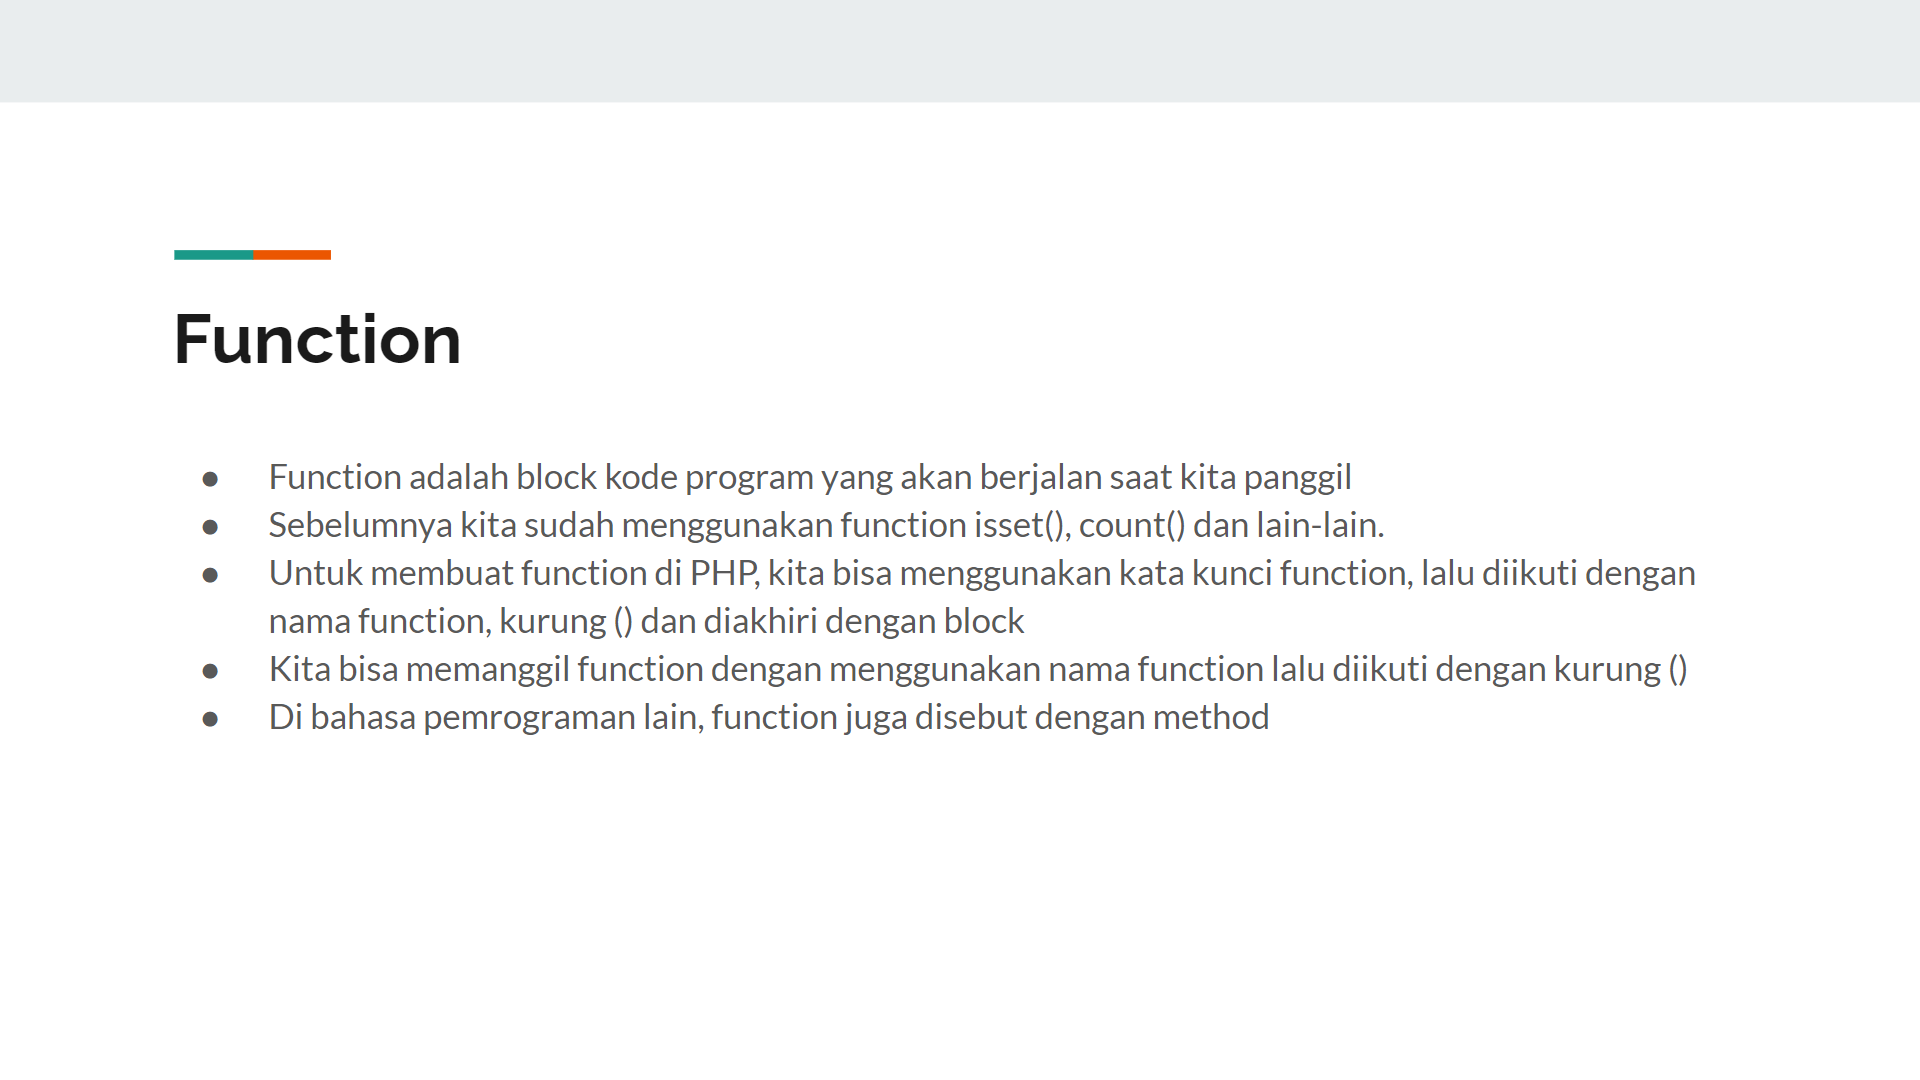 Function
● Function adalah block kode program yang akan berjalan saat kita panggil
● Sebelumnya kita sudah menggunakan function isset(), count() dan lain-lain.
● Untuk membuat function di PHP, kita bisa menggunakan kata kunci function, lalu diikuti dengan
nama function, kurung () dan diakhiri dengan block
● Kita bisa memanggil function dengan menggunakan nama function lalu diikuti dengan kurung ()
● Di bahasa pemrograman lain, function juga disebut dengan method